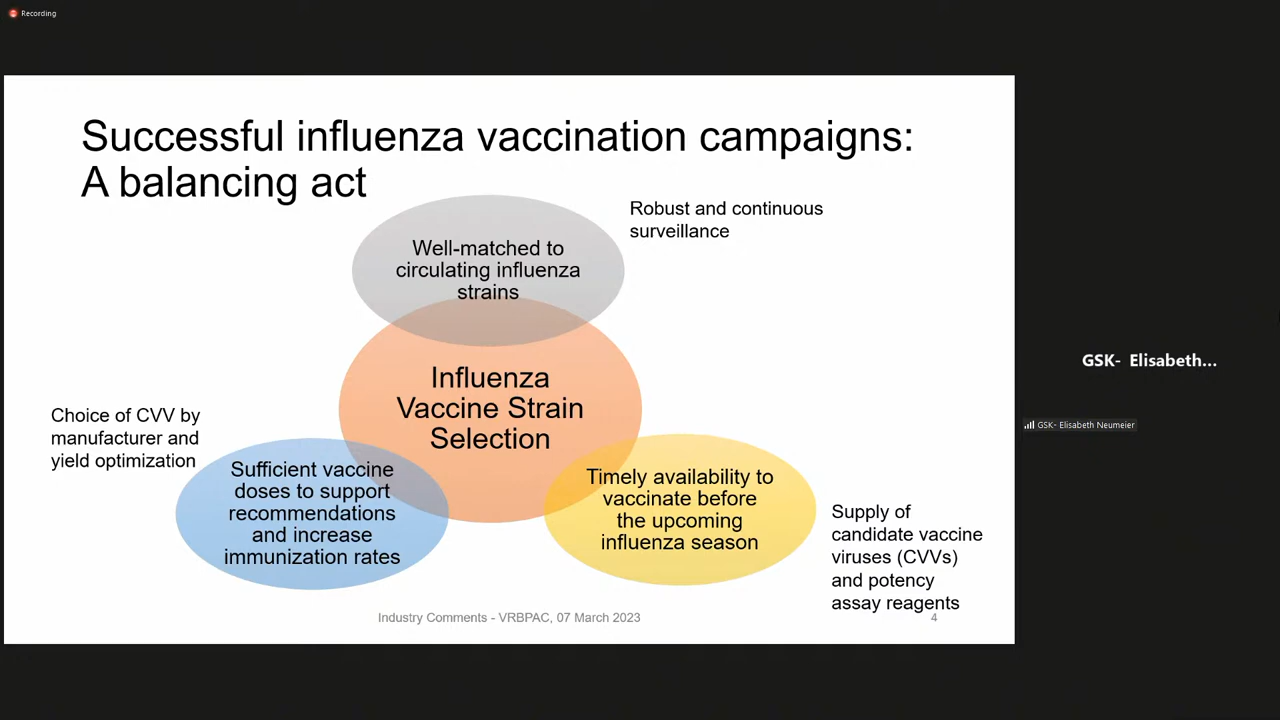 Recording
Successful influenza vaccination campaigns:
A balancing act
Robust and continuous
surveillance
Well-matched to
circulating influenza
strains
Influenza
Vaccine Strain
Selection
GSK- Elisabeth...
GSK- Elisabeth Neumeier
Choice of CVV by
manufacturer and
yield optimization
Sufficient vaccine
doses to support
recommendations
and increase
immunization rates
Timely availability to
vaccinate before
the upcoming
influenza season
Supply of
candidate vaccine
viruses (CVVs)
and potency
assay reagents
Industry Comments - VRBPAC, 07 March 2023
4